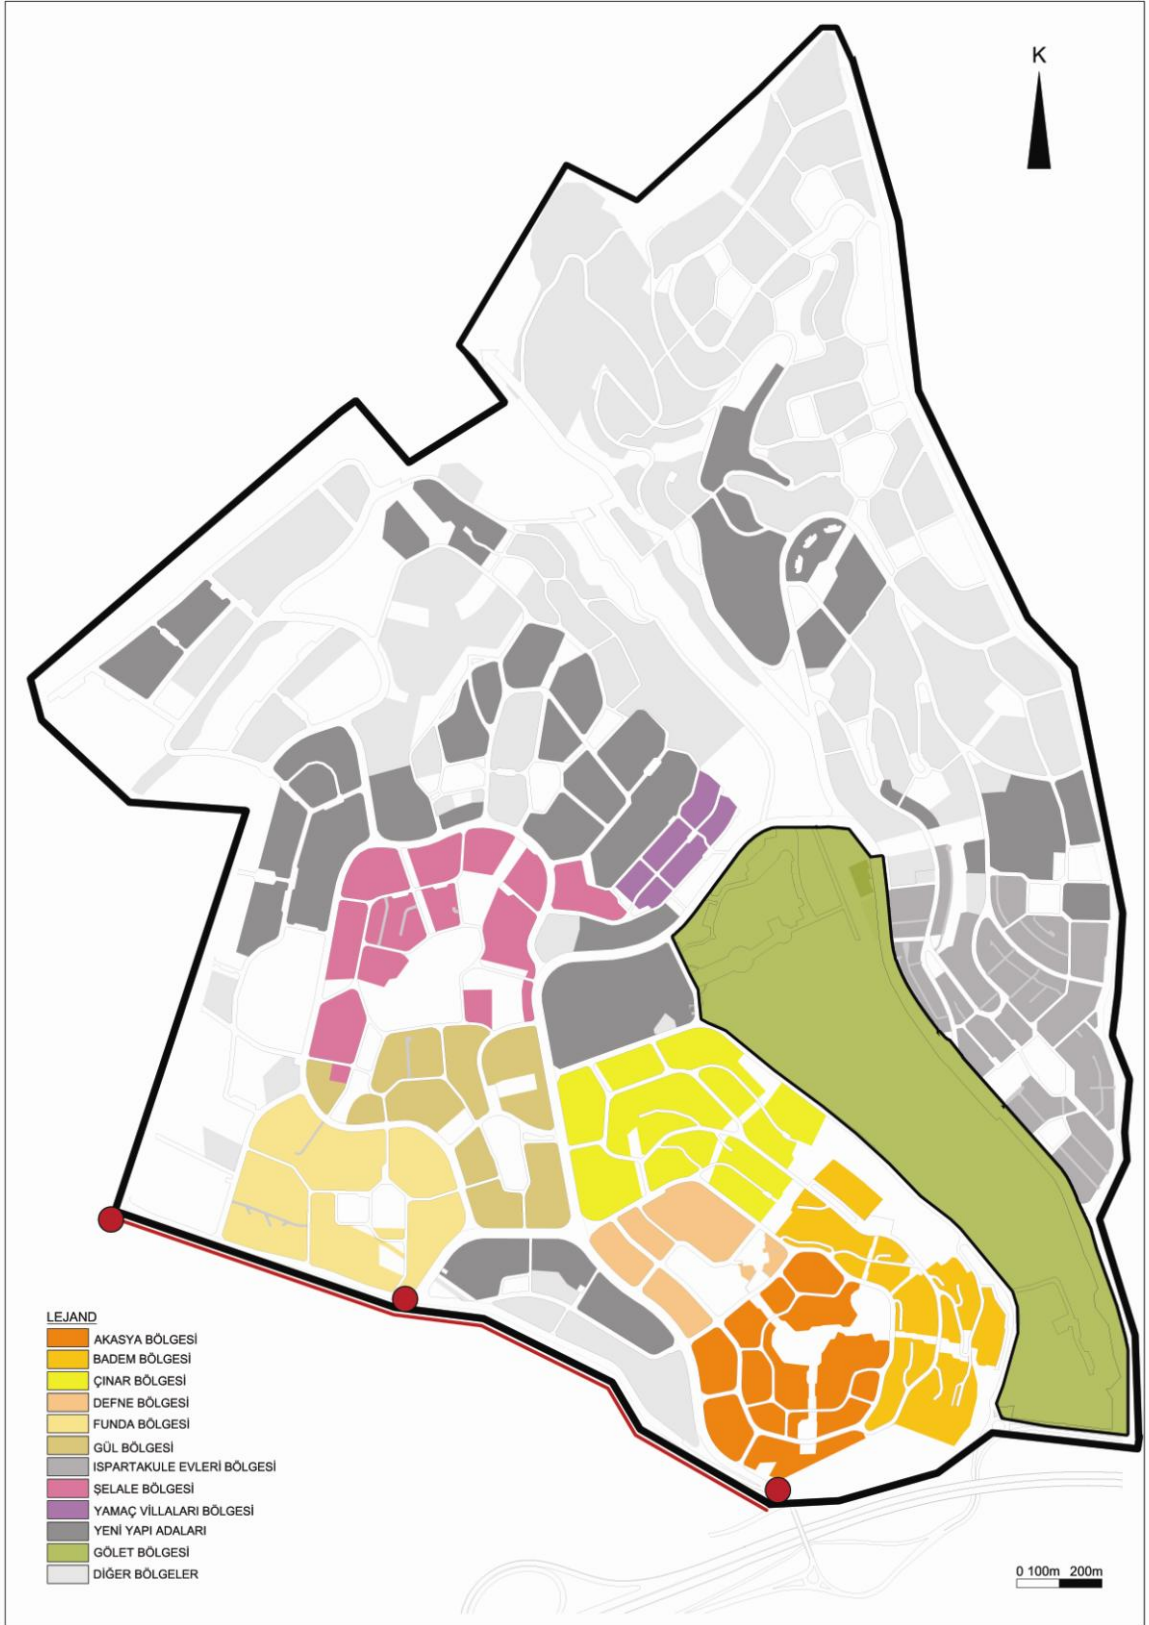 K
LEJAND
AKASYA BÖLGESİ
BADEM BÖLGESİ
ÇINAR BÖLGESİ
DEFNE BÖLGESİ
FUNDA BÖLGESİ
GÜL BÖLGESİ
ISPARTAKULE EVLERİ BÖLGESİ
ŞELALE BÖLGESİ
YAMAÇ VİLLALARI BÖLGESİ
YENİ YAPI ADALARI
GÖLET BÖLGESİ
DİĞER BÖLGELER
0 100m 200m